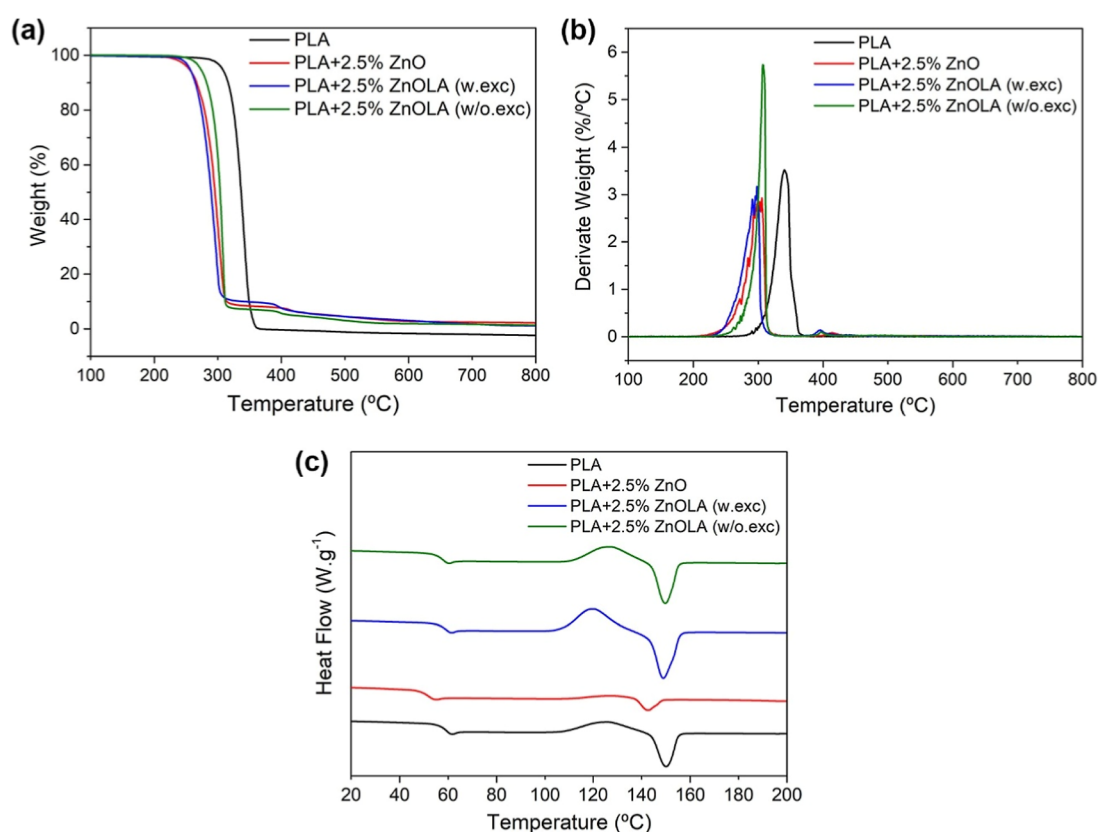 (a)
PLA
PLA+2.5% ZnO
PLA+2.5% ZnOLA (w.exc)
PLA+2.5% ZnOLA (w/o.exc)
Weight (%)
100
80
60
40
20
0
100 200 300 400 500 600 700 800
Temperature (ºC)
(b)
PLA
PLA+2.5% ZnO
PLA+2.5% ZnOLA (w.exc)
PLA+2.5% ZnOLA (w/o.exc)
Derivate Weight (%/ºC)
6
5
4
3
2
1
0
100 200 300 400 500 600 700 800
Temperature (ºC)
(c)
PLA
PLA+2.5% ZnO
PLA+2.5% ZnOLA (w.exc)
PLA+2.5% ZnOLA (w/o.exc)
Heat Flow (W.g⁻¹)
20 40 60 80 100 120 140 160 180 200
Temperature (ºC)